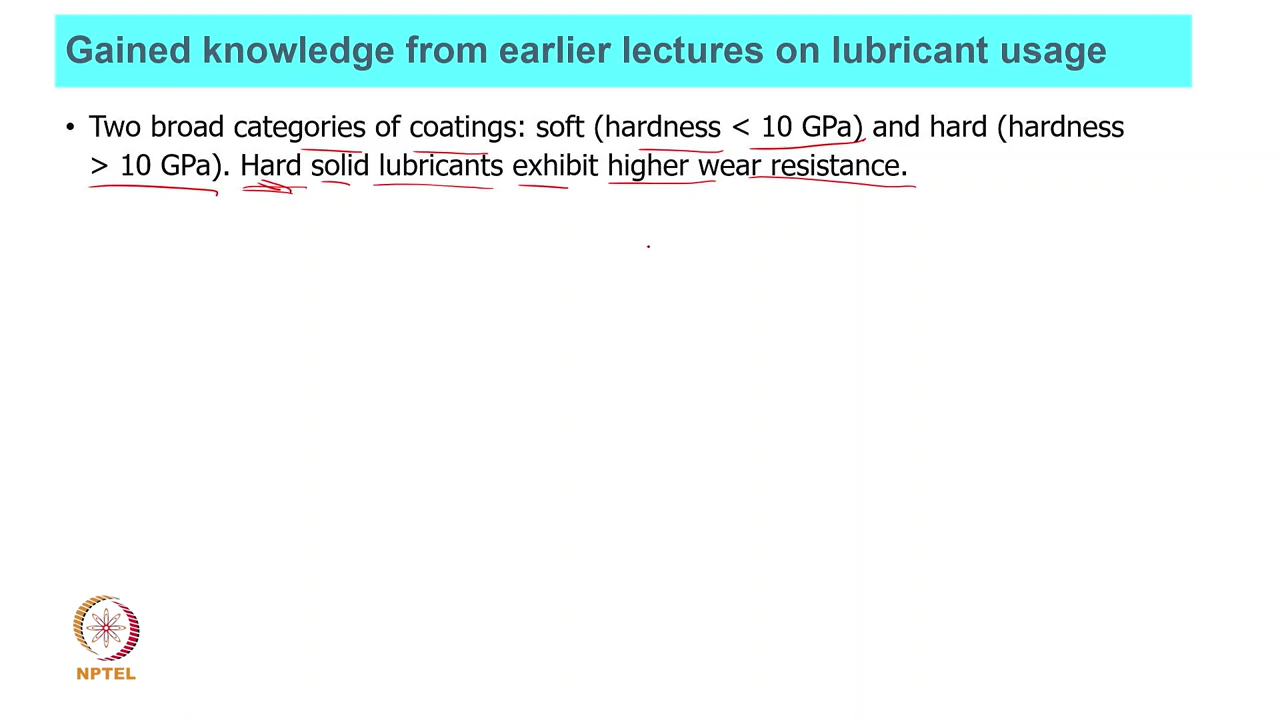 Gained knowledge from earlier lectures on lubricant usage
• Two broad categories of coatings: soft (hardness < 10 GPa) and hard (hardness
> 10 GPa). Hard solid lubricants exhibit higher wear resistance.
NPTEL